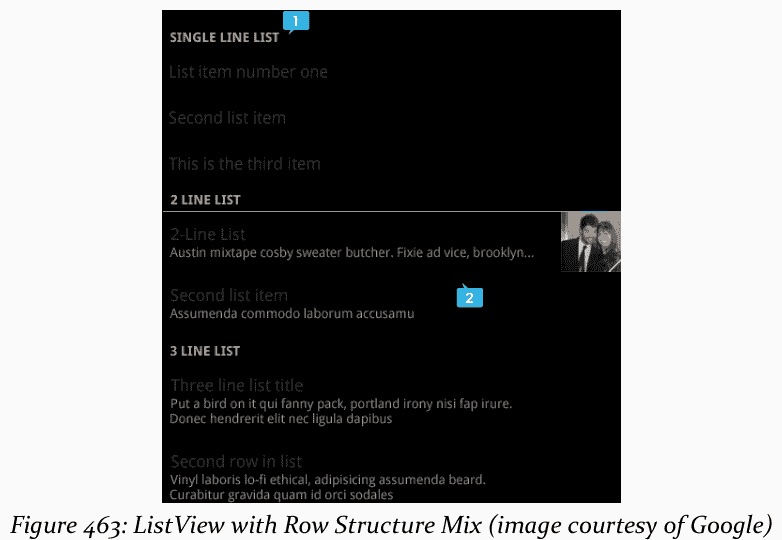 1
SINGLE LINE LIST
List item number one
Second list item
This is the third item
2 LINE LIST
2-Line List
Austin mixtape cosby sweater butcher. Fixie ad vice, brooklyn...
Second list item
2
Assumenda commodo laborum accusamu
3 LINE LIST
Three line list title
Put a bird on it qui fanny pack, portland irony nisi fap irure.
Donec hendrerit elit nec ligula dapibus
Second row in list
Vinyl laboris lo-fi ethical, adipisicing assumenda beard.
Curabitur gravida quam id orci sodales
Figure 463: ListView with Row Structure Mix (image courtesy of Google)